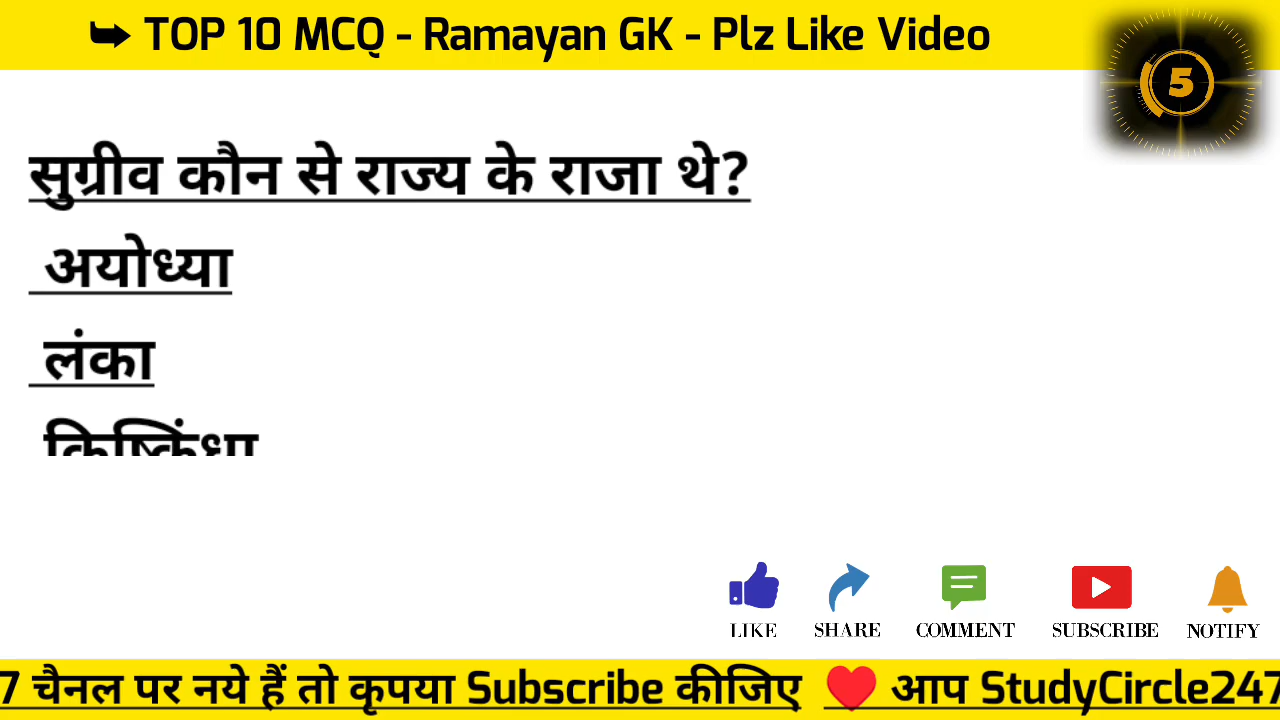 ➥ TOP 10 MCQ - Ramayan GK - Plz Like Video
5
सुग्रीव कौन से राज्य के राजा थे?
अयोध्या
लंका
किष्किंधा
LIKE SHARE COMMENT SUBSCRIBE NOTIFY
7 चैनल पर नये हैं तो कृपया Subscribe कीजिए ❤️ आप StudyCircle247